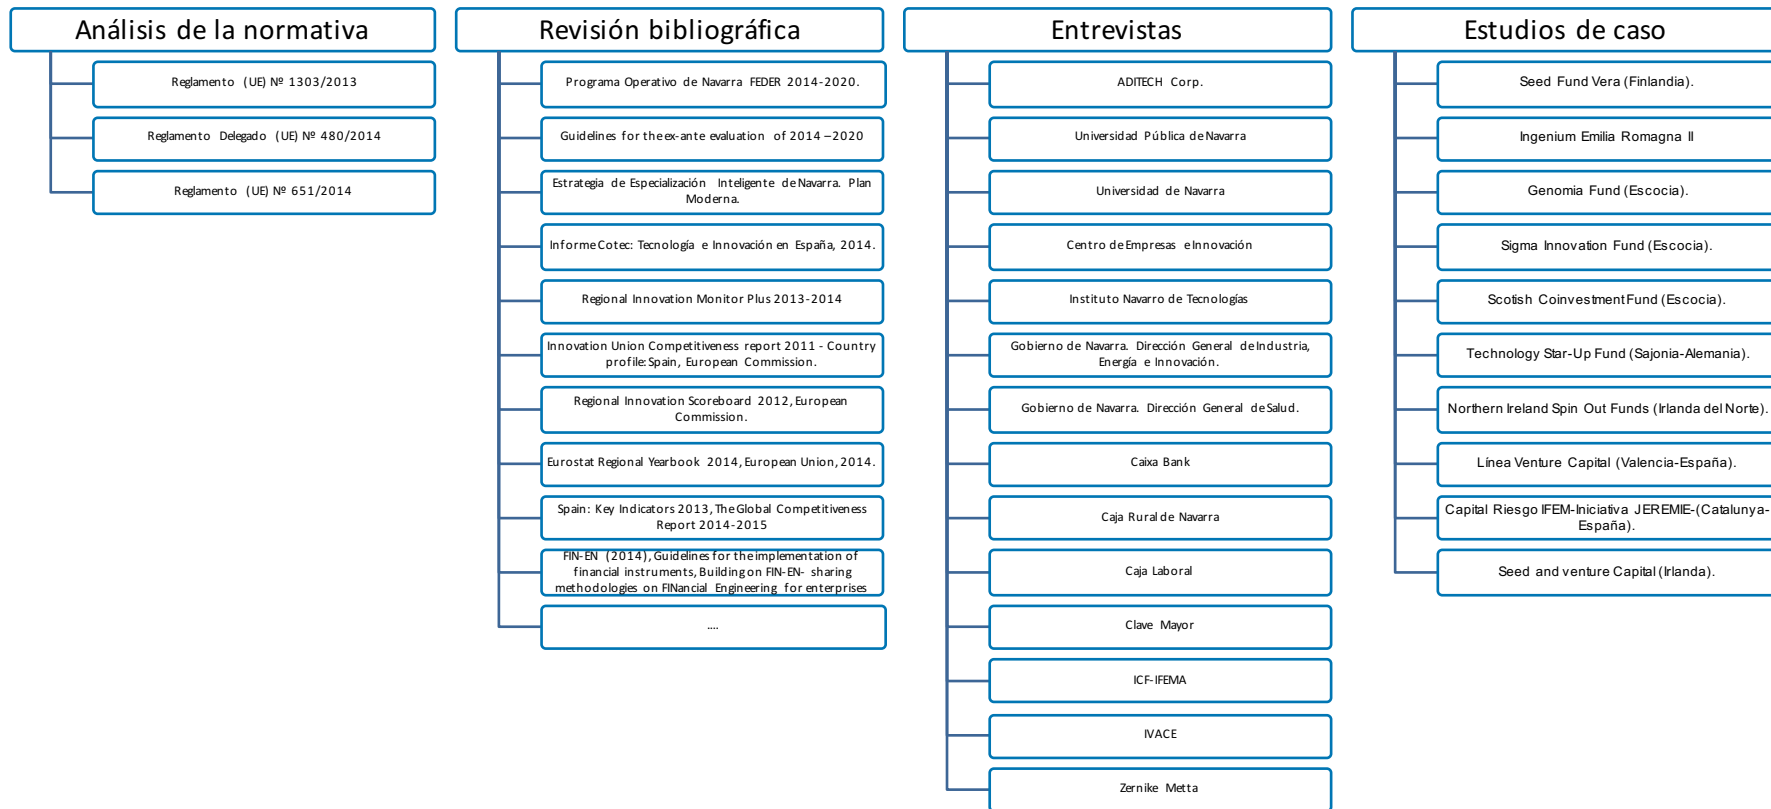 Análisis de la normativa
Reglamento (UE) Nº 1303/2013
Reglamento Delegado (UE) Nº 480/2014
Reglamento (UE) Nº 651/2014
Revisión bibliográfica
Programa Operativo de Navarra FEDER 2014-2020.
Guidelines for the ex-ante evaluation of 2014 –2020
Estrategia de Especialización Inteligente de Navarra. Plan
Moderna.
Informe Cotec: Tecnología e Innovación en España, 2014.
Regional Innovation Monitor Plus 2013-2014
Innovation Union Competitiveness report 2011 - Country
profile: Spain, European Commission.
Regional Innovation Scoreboard 2012, European
Commission.
Eurostat Regional Yearbook 2014, European Union, 2014.
Spain: Key Indicators 2013, The Global Competitiveness
Report 2014-2015
FIN-EN (2014), Guidelines for the implementation of
financial instruments, Building on FIN-EN- sharing
methodologies on FINancial Engineering for enterprises
....
Entrevistas
ADITECH Corp.
Universidad Pública de Navarra
Universidad de Navarra
Centro de Empresas e Innovación
Instituto Navarro de Tecnologías
Gobierno de Navarra. Dirección General de Industria,
Energía e Innovación.
Gobierno de Navarra. Dirección General de Salud.
Caixa Bank
Caja Rural de Navarra
Caja Laboral
Clave Mayor
ICF-IFEMA
IVACE
Zernike Metta
Estudios de caso
Seed Fund Vera (Finlandia).
Ingenium Emilia Romagna II
Genomia Fund (Escocia).
Sigma Innovation Fund (Escocia).
Scotish Coinvestment Fund (Escocia).
Technology Star-Up Fund (Sajonia-Alemania).
Northern Ireland Spin Out Funds (Irlanda del Norte).
Línea Venture Capital (Valencia-España).
Capital Riesgo IFEM-Iniciativa JEREMIE-(Catalunya-
España).
Seed and venture Capital (Irlanda).